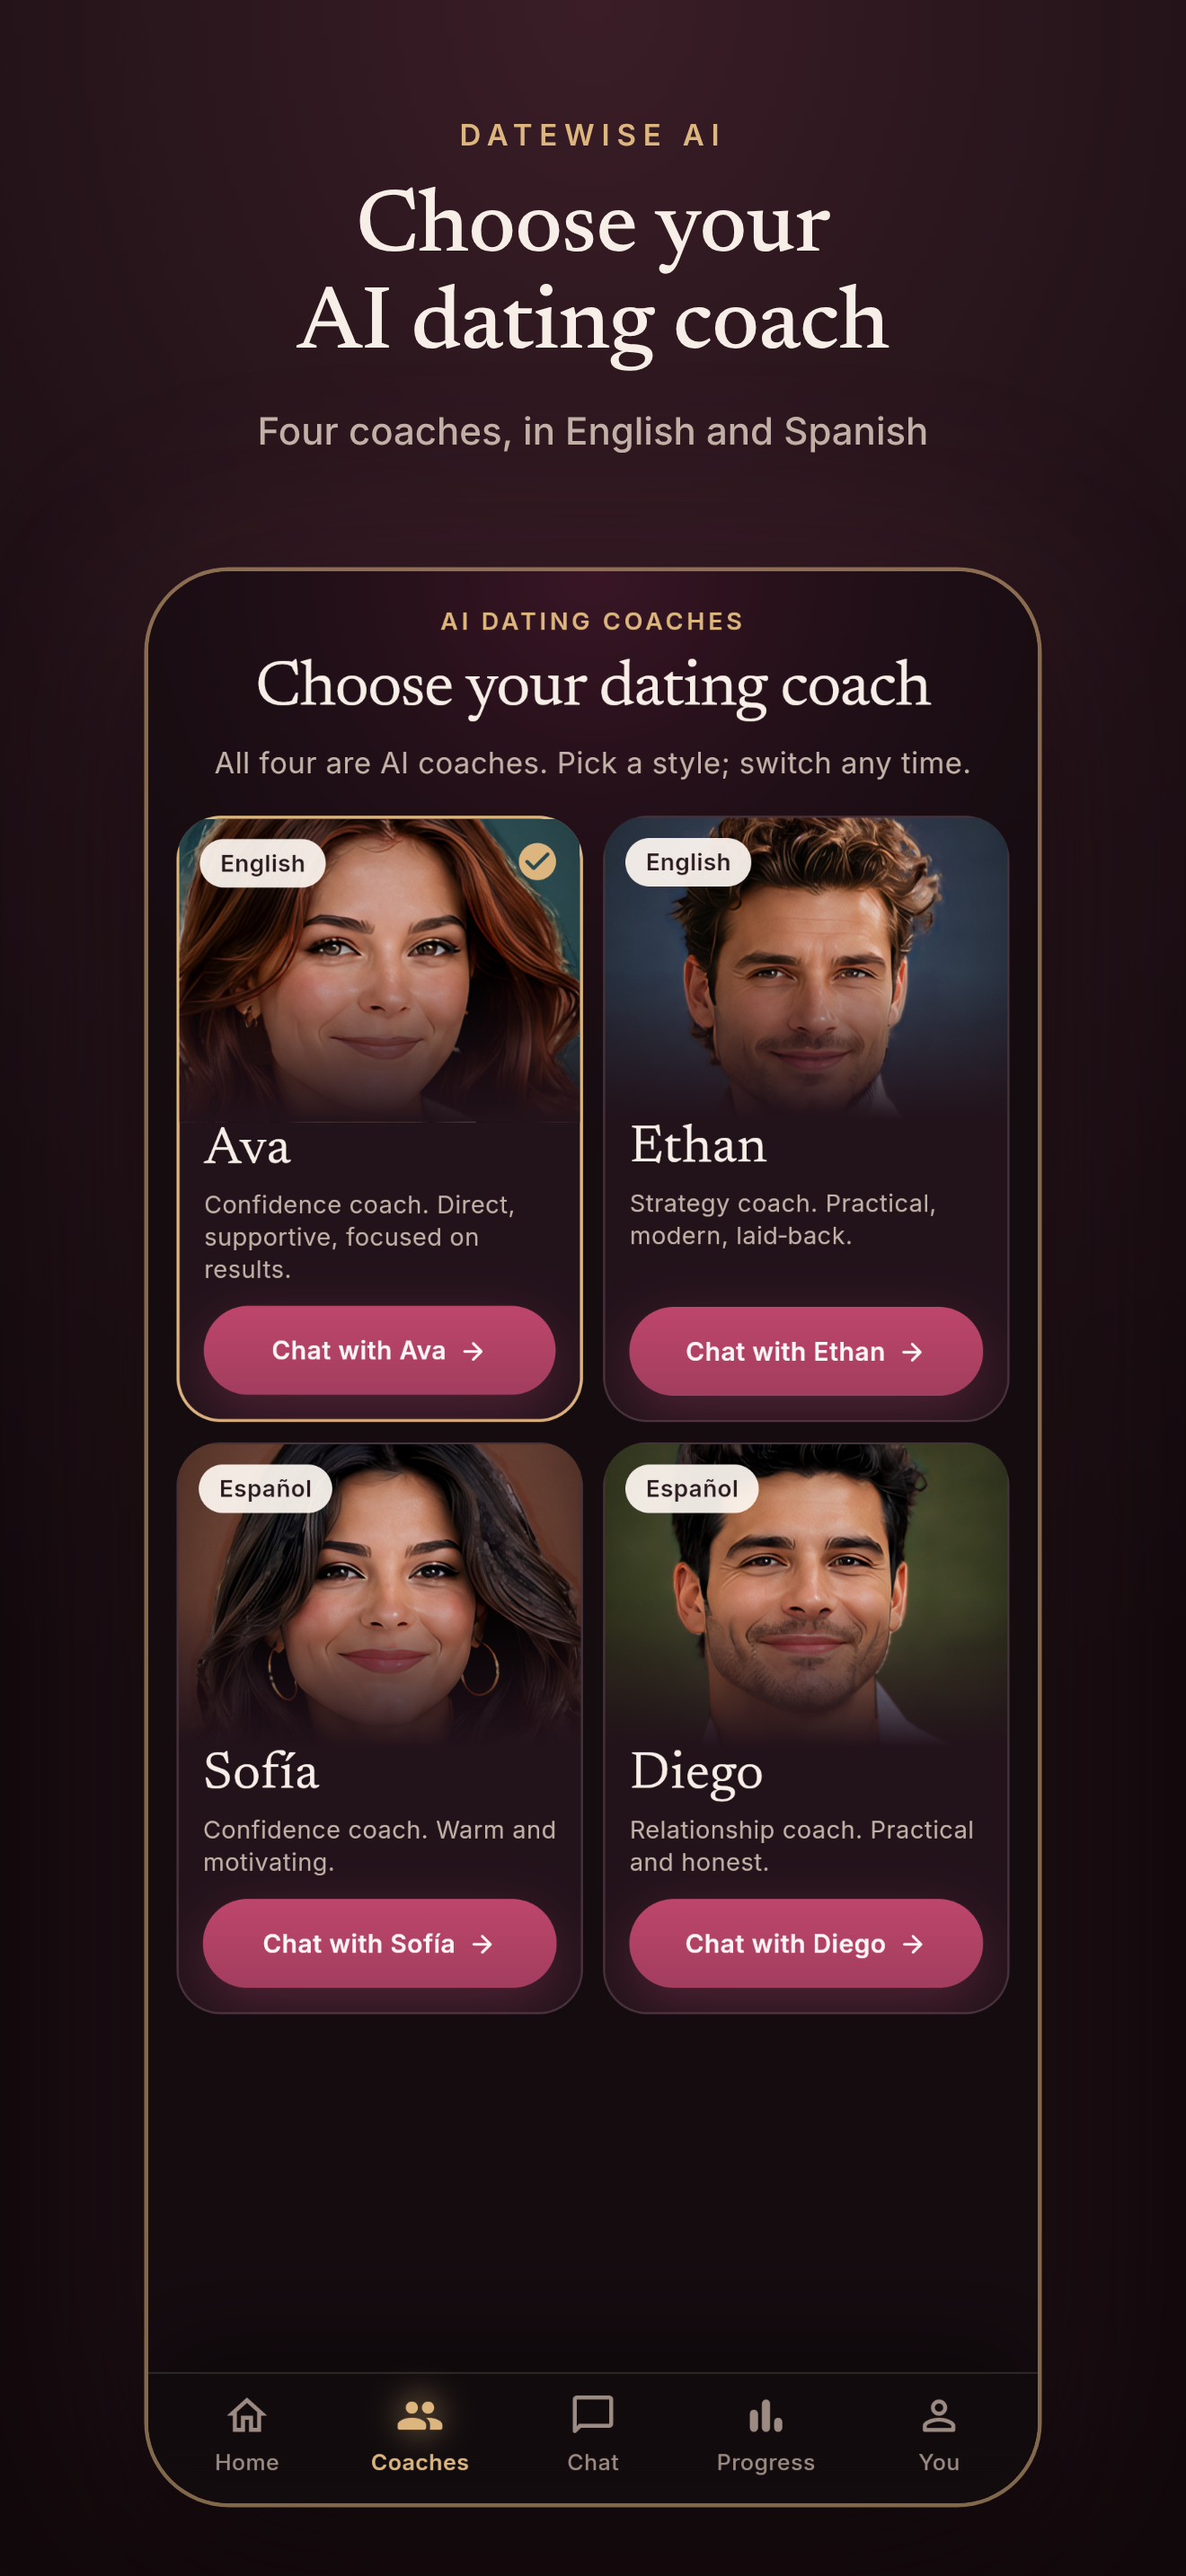 DATEWISE AI
Choose your
AI dating coach
Four coaches, in English and Spanish
AI DATING COACHES
Choose your dating coach
All four are AI coaches. Pick a style; switch any time.
English
English
Ava
Confidence coach. Direct,
supportive, focused on
results.
Chat with Ava →
Ethan
Strategy coach. Practical,
modern, laid-back.
Chat with Ethan →
Español
Español
Sofía
Confidence coach. Warm and
motivating.
Chat with Sofía →
Diego
Relationship coach. Practical
and honest.
Chat with Diego →
Home
Coaches
Chat
Progress
You